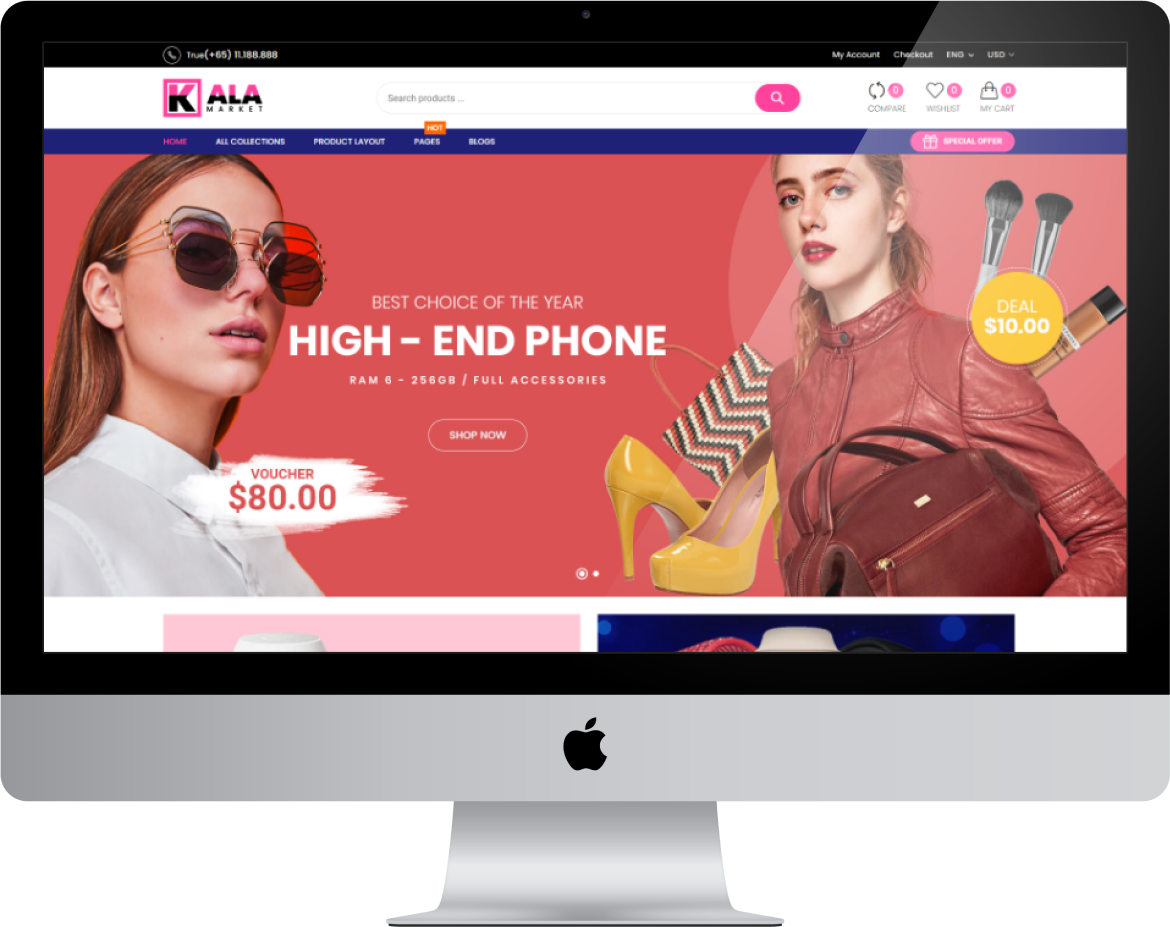 True(+65) 11.188.888
My Account Checkout ENG USD
KALA
MARKET
Search products ...
0 0 0
COMPARE WISHLIST MY CART
HOT
HOME ALL COLLECTIONS PRODUCT LAYOUT PAGES BLOGS
SPECIAL OFFER
BEST CHOICE OF THE YEAR
HIGH - END PHONE
RAM 6 - 256GB / FULL ACCESSORIES
SHOP NOW
DEAL
$10.00
VOUCHER
$80.00